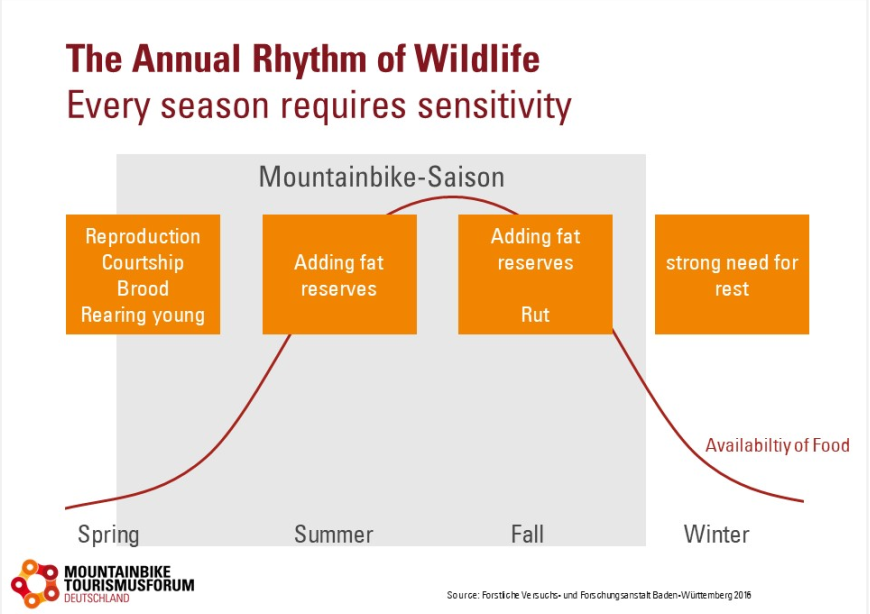 The Annual Rhythm of Wildlife
Every season requires sensitivity
Mountainbike-Saison
Reproduction
Courtship
Brood
Rearing young
Adding fat
reserves
Adding fat
reserves
Rut
strong need for
rest
Availabiltiy of Food
Spring
Summer
Fall
Winter
MOUNTAINBIKE
TOURISMUSFORUM
DEUTSCHLAND
Source: Forstliche Versuchs- und Forschungsanstalt Baden-Württemberg 2016